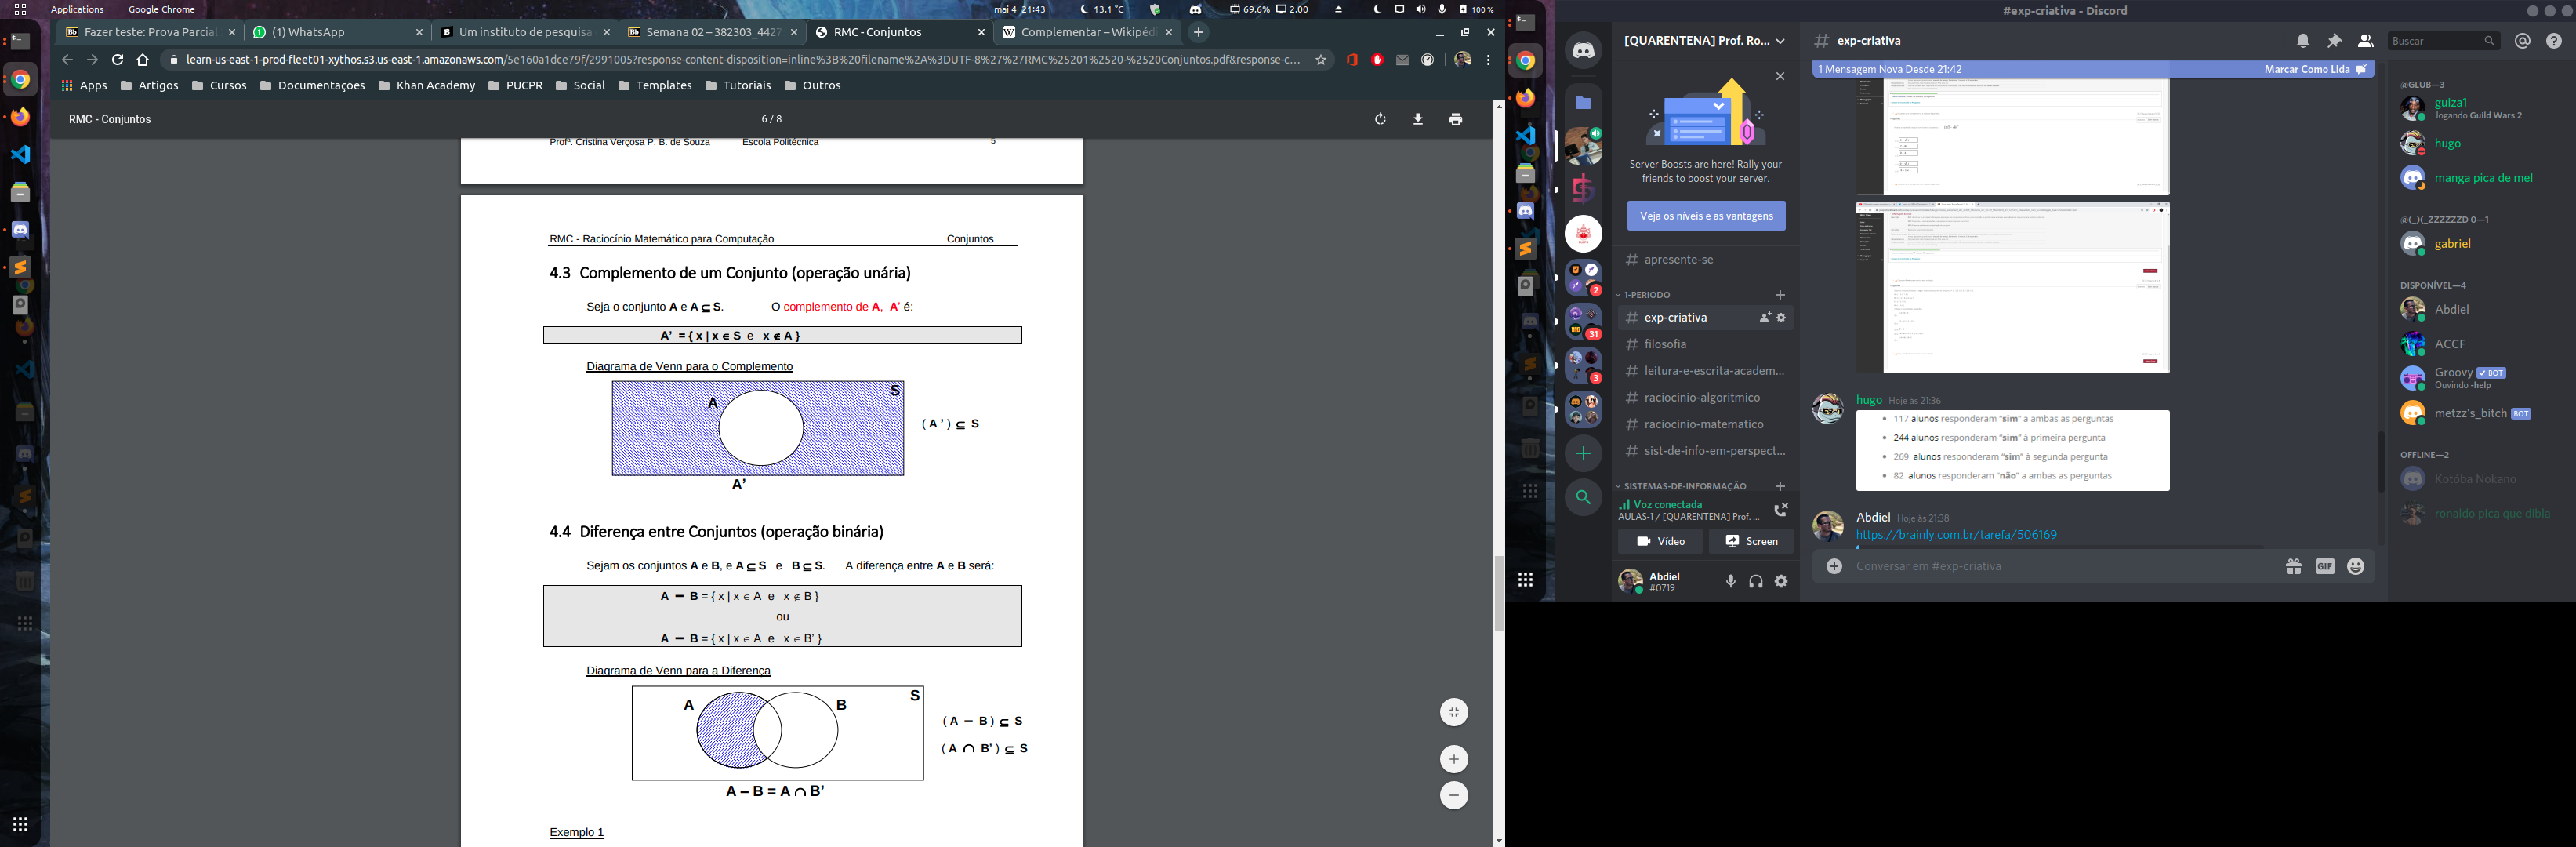 Applications Google Chrome
mai 4 21:43
13.1 °C
69.6% 2.00
100 %
Fazer teste: Prova Parcial
(1) WhatsApp
Um instituto de pesquisa
Semana 02 – 382303_4427
RMC - Conjuntos
Complementar – Wikipéd
learn-us-east-1-prod-fleet01-xythos.s3.us-east-1.amazonaws.com/5e160a1dce79f/2991005?response-content-disposition=inline%3B%20filename%2A%3DUTF-8%27%27RMC%25201%2520-%2520Conjuntos.pdf&response-c...
Apps Artigos Cursos Documentações Khan Academy PUCPR Social Templates Tutoriais Outros
RMC - Conjuntos
6 / 8
Profª. Cristina Verçosa P. B. de Souza Escola Politécnica 5
RMC - Raciocínio Matemático para Computação Conjuntos
4.3 Complemento de um Conjunto (operação unária)
Seja o conjunto A e A ⊆ S. O complemento de A, A' é:
A' = { x | x ∈ S e x ∉ A }
Diagrama de Venn para o Complemento
S
A
( A ' ) ⊆ S
A'
4.4 Diferença entre Conjuntos (operação binária)
Sejam os conjuntos A e B, e A ⊆ S e B ⊆ S. A diferença entre A e B será:
A − B = { x | x ∈ A e x ∉ B }
ou
A − B = { x | x ∈ A e x ∈ B' }
Diagrama de Venn para a Diferença
S
A B
( A − B ) ⊆ S
( A ∩ B' ) ⊆ S
A − B = A ∩ B'
Exemplo 1
#exp-criativa - Discord
[QUARENTENA] Prof. Ro...
Server Boosts are here! Rally your
friends to boost your server.
Veja os níveis e as vantagens
apresente-se
1-PERIODO
exp-criativa
filosofia
leitura-e-escrita-academ...
raciocinio-algoritmico
raciocinio-matematico
sist-de-info-em-perspect...
SISTEMAS-DE-INFORMAÇÃO
Voz conectada
AULAS-1 / [QUARENTENA] Prof. ...
Vídeo Screen
Abdiel
#0719
2
31
3
exp-criativa
Buscar
1 Mensagem Nova Desde 21:42 Marcar Como Lida
hugo Hoje às 21:36
117 alunos responderam "sim" a ambas as perguntas
244 alunos responderam "sim" à primeira pergunta
269 alunos responderam "sim" à segunda pergunta
82 alunos responderam "não" a ambas as perguntas
Abdiel Hoje às 21:38
https://brainly.com.br/tarefa/506169
Conversar em #exp-criativa
GIF
@GLUB—3
guiza1
Jogando Guild Wars 2
hugo
manga pica de mel
@(_)(_ZZZZZZD 0—1
gabriel
DISPONÍVEL—4
Abdiel
ACCF
Groovy BOT
Ouvindo -help
metzz's_bitch BOT
OFFLINE—2
Kotóba Nokano
ronaldo pica que dibla